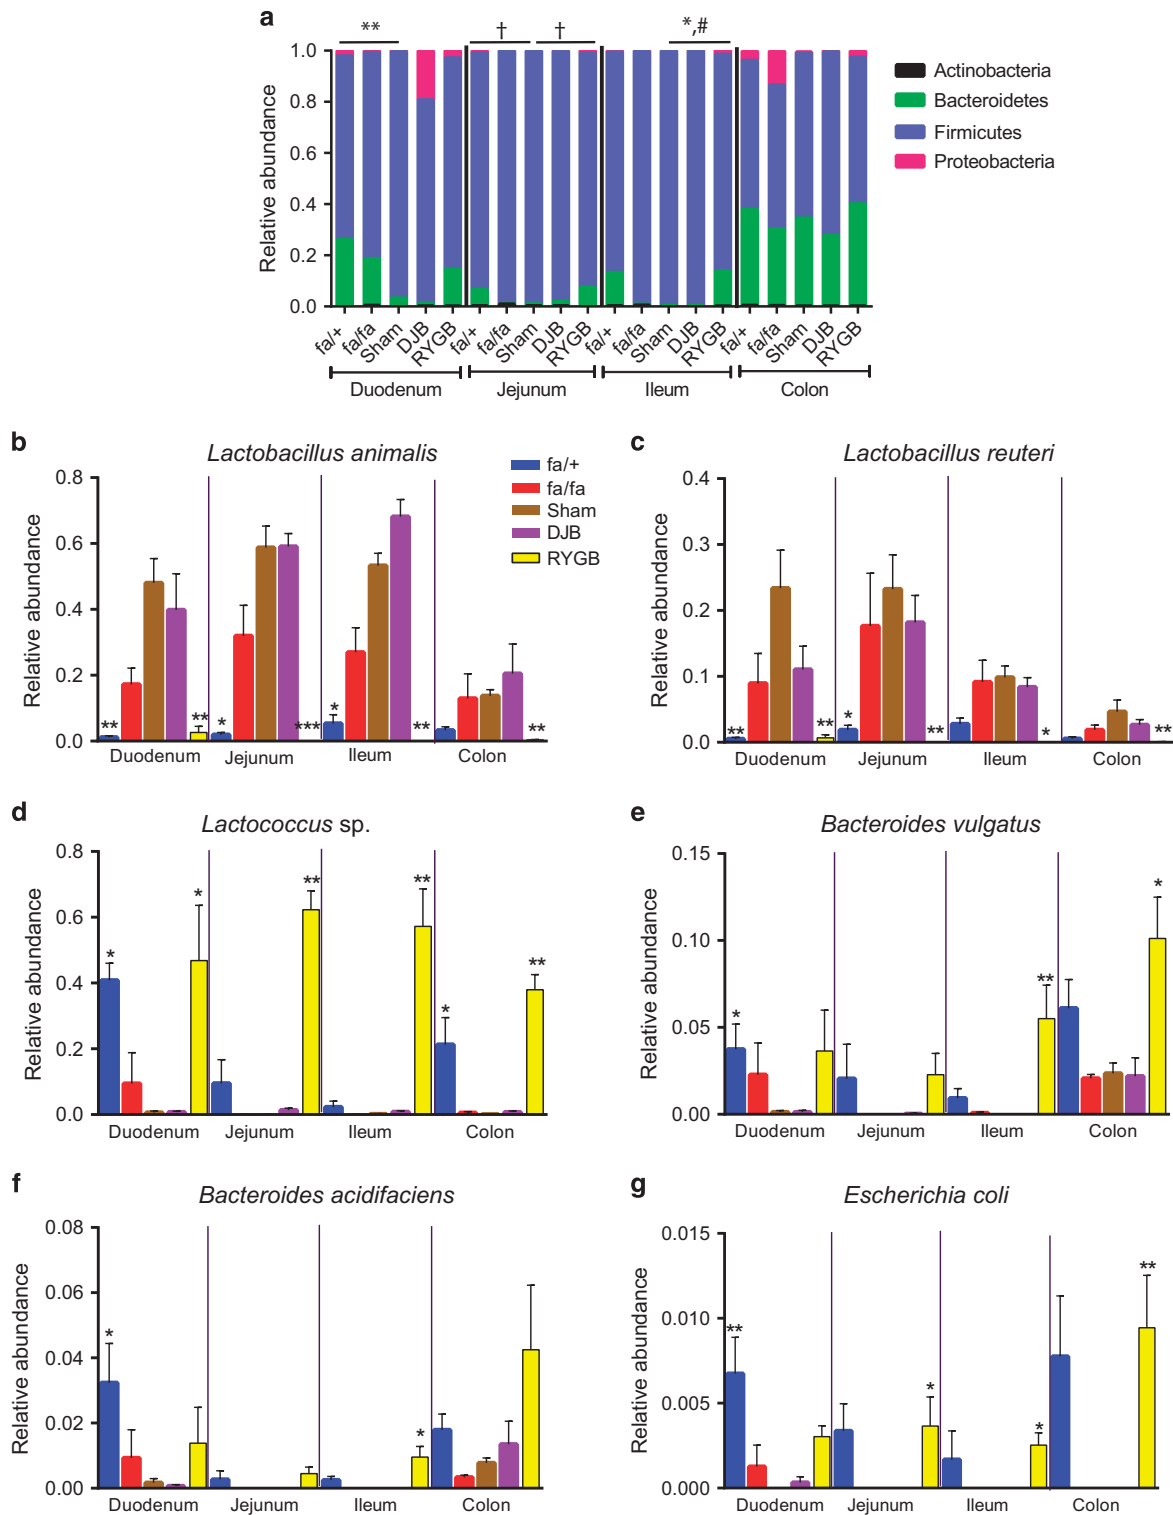 a
** † † *,#
1.0
0.8
0.6
0.4
0.2
0.0
Relative abundance
Actinobacteria
Bacteroidetes
Firmicutes
Proteobacteria
fa/+ fa/fa Sham DJB RYGB fa/+ fa/fa Sham DJB RYGB fa/+ fa/fa Sham DJB RYGB fa/+ fa/fa Sham DJB RYGB
Duodenum Jejunum Ileum Colon
b
Lactobacillus animalis
fa/+
fa/fa
Sham
DJB
RYGB
0.8
0.6
0.4
0.2
0.0
Relative abundance
** ** * *** * ** **
Duodenum Jejunum Ileum Colon
c
Lactobacillus reuteri
0.4
0.3
0.2
0.1
0.0
Relative abundance
** ** * ** * **
Duodenum Jejunum Ileum Colon
d
Lactococcus sp.
0.8
0.6
0.4
0.2
0.0
Relative abundance
* * ** ** * **
Duodenum Jejunum Ileum Colon
e
Bacteroides vulgatus
0.15
0.10
0.05
0.00
Relative abundance
* ** *
Duodenum Jejunum Ileum Colon
f
Bacteroides acidifaciens
0.08
0.06
0.04
0.02
0.00
Relative abundance
* *
Duodenum Jejunum Ileum Colon
g
Escherichia coli
0.015
0.010
0.005
0.000
Relative abundance
** * * **
Duodenum Jejunum Ileum Colon